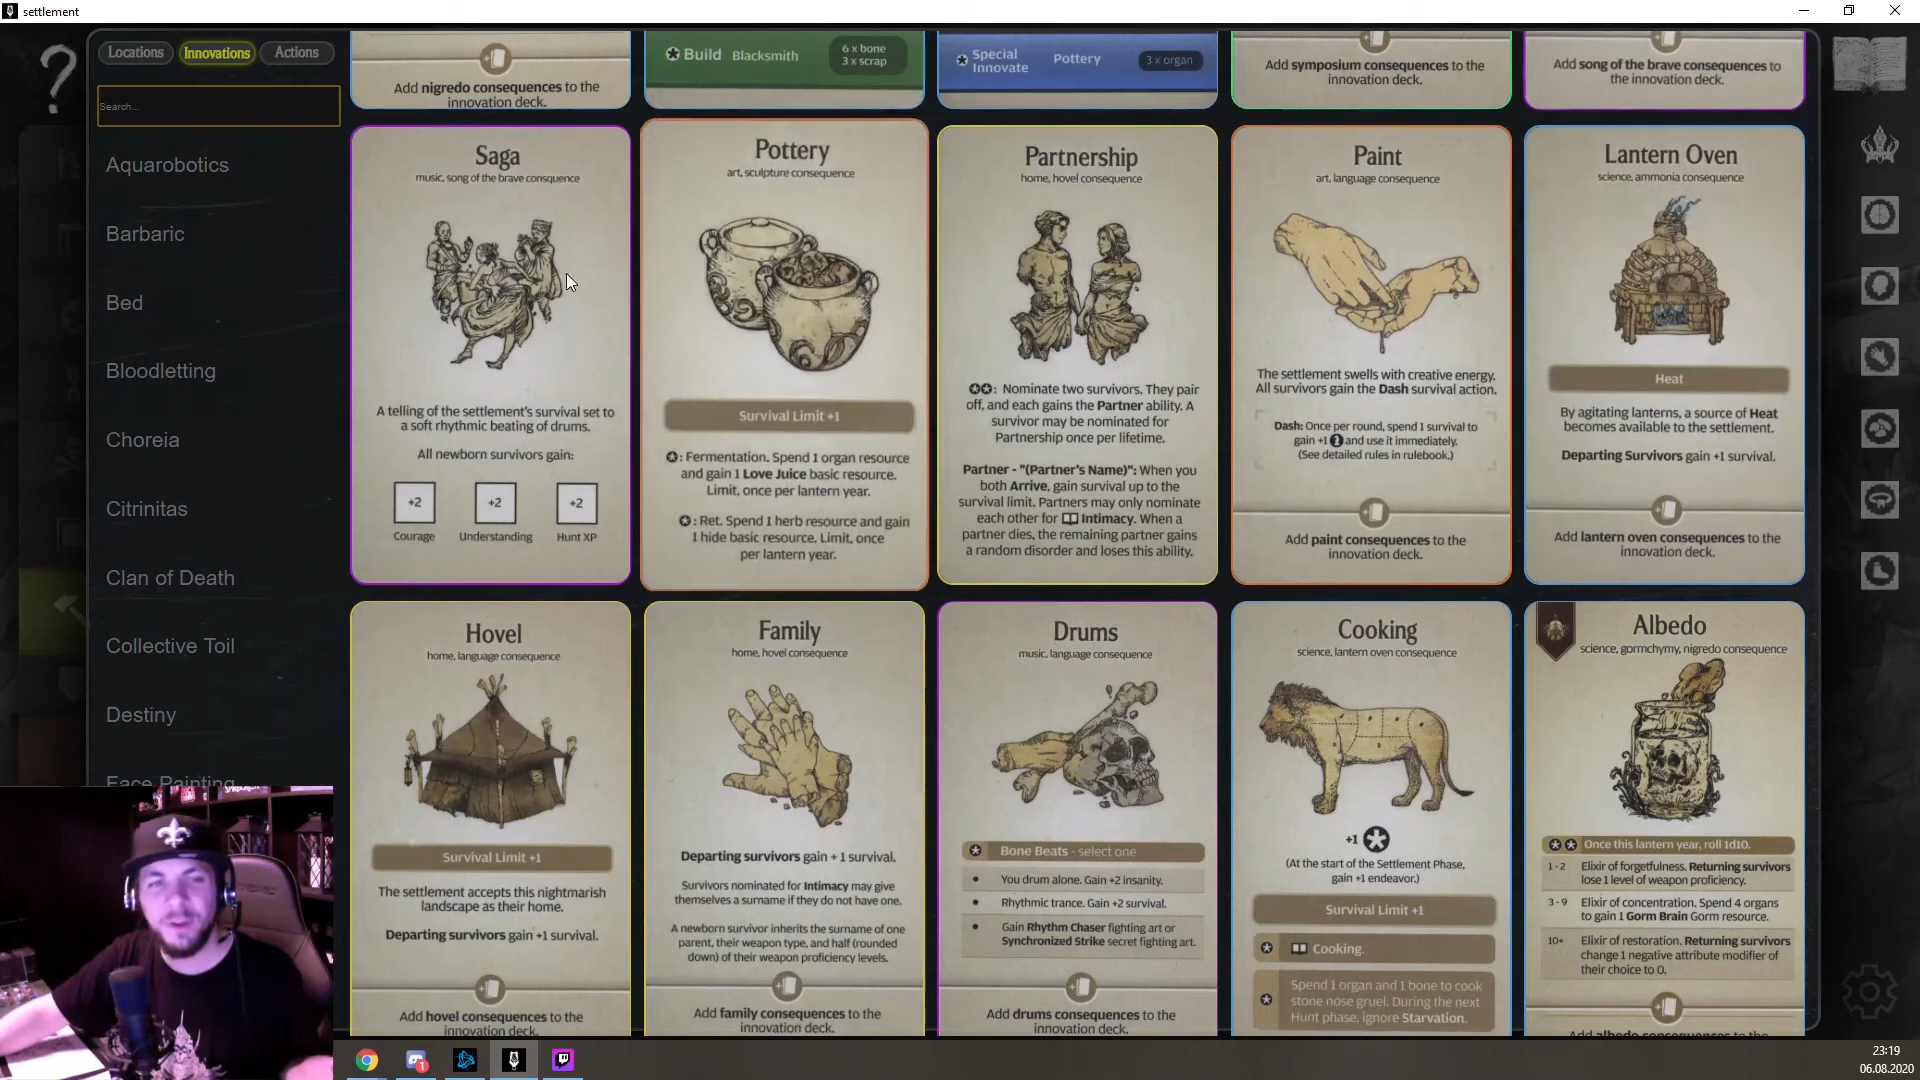 settlement
Locations
Innovations
Actions
Search...
Aquarobotics
Barbaric
Bed
Bloodletting
Choreia
Citrinitas
Clan of Death
Collective Toil
Destiny
Face Painting
Add nigredo consequences to the
innovation deck.
Build Blacksmith
6 x bone
3 x scrap
Special
Innovate
Pottery
3 x organ
Add symposium consequences to the
innovation deck.
Add song of the brave consequences to
the innovation deck.
Saga
music, song of the brave consquence
A telling of the settlement's survival set to
a soft rhythmic beating of drums.
All newborn survivors gain:
+2 +2 +2
Courage Understanding Hunt XP
Pottery
art, sculpture consequence
Survival Limit +1
: Fermentation. Spend 1 organ resource
and gain 1 Love Juice basic resource.
Limit, once per lantern year.
: Ret. Spend 1 herb resource and gain
1 hide basic resource. Limit, once
per lantern year.
Partnership
home, hovel consequence
: Nominate two survivors. They pair
off, and each gains the Partner ability. A
survivor may be nominated for
Partnership once per lifetime.
Partner - "(Partner's Name)": When you
both Arrive, gain survival up to the
survival limit. Partners may only nominate
each other for Intimacy. When a
partner dies, the remaining partner gains
a random disorder and loses this ability.
Paint
art, language consequence
The settlement swells with creative energy.
All survivors gain the Dash survival action.
Dash: Once per round, spend 1 survival to
gain +1 and use it immediately.
(See detailed rules in rulebook.)
Add paint consequences to the
innovation deck.
Lantern Oven
science, ammonia consequence
Heat
By agitating lanterns, a source of Heat
becomes available to the settlement.
Departing Survivors gain +1 survival.
Add lantern oven consequences to the
innovation deck.
Hovel
home, language consequence
Survival Limit +1
The settlement accepts this nightmarish
landscape as their home.
Departing survivors gain +1 survival.
Add hovel consequences to the
innovation deck.
Family
home, hovel consequence
Departing survivors gain + 1 survival.
Survivors nominated for Intimacy may give
themselves a surname if they do not have one.
A newborn survivor inherits the surname of one
parent, their weapon type, and half (rounded
down) of their weapon proficiency levels.
Add family consequences to the
innovation deck.
Drums
music, language consequence
Bone Beats - select one
• You drum alone. Gain +2 insanity.
• Rhythmic trance. Gain +2 survival.
• Gain Rhythm Chaser fighting art or
Synchronized Strike secret fighting art.
Add drums consequences to the
innovation deck.
Cooking
science, lantern oven consequence
+1
(At the start of the Settlement Phase,
gain +1 endeavor.)
Survival Limit +1
Cooking.
Spend 1 organ and 1 bone to cook
stone nose gruel. During the next
Hunt phase, ignore Starvation.
Albedo
science, gormchymy, nigredo consequence
Once this lantern year, roll 1d10.
1 - 2 Elixir of forgetfulness. Returning survivors
lose 1 level of weapon proficiency.
3 - 9 Elixir of concentration. Spend 4 organs
to gain 1 Gorm Brain Gorm resource.
10+ Elixir of restoration. Returning survivors
change 1 negative attribute modifier of
their choice to 0.
Add albedo consequences to the
23:19
06.08.2020